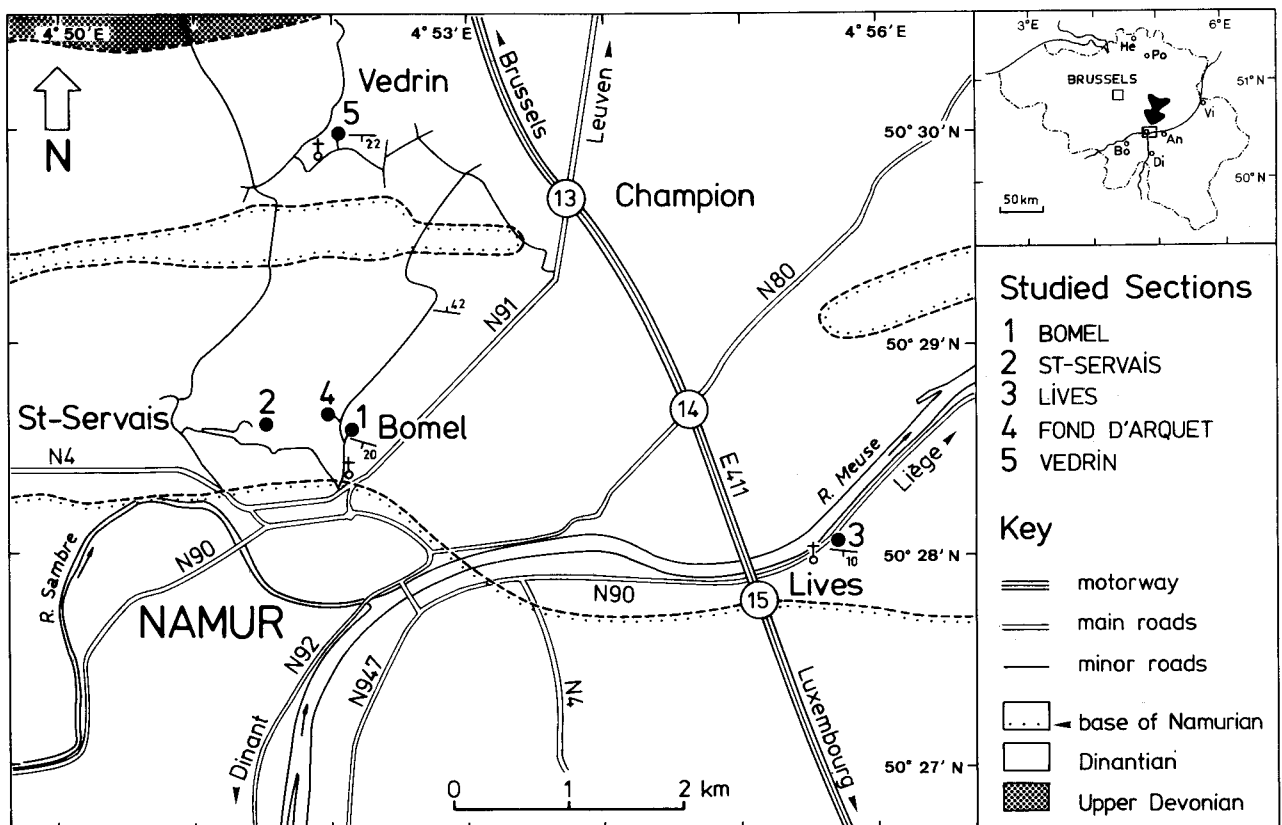 4° 50′ E
4° 53′ E
4° 56′ E
Vedrin
5
22
N
Brussels
Leuven
50° 30′ N
13
Champion
N80
42
N91
50° 29′ N
14
St-Servais
2
4
1
Bomel
20
N4
E411
R. Meuse
Liège
R. Sambre
N90
3
10
50° 28′ N
N90
Lives
15
NAMUR
N92
N947
N4
Luxembourg
Dinant
50° 27′ N
0 1 2 km
3°E
6°E
He
Po
51° N
BRUSSELS
Vi
An
Bo
Di
50° N
50 km
Studied Sections
1 BOMEL
2 ST-SERVAIS
3 LIVES
4 FOND D'ARQUET
5 VEDRIN
Key
motorway
main roads
minor roads
base of Namurian
Dinantian
Upper Devonian